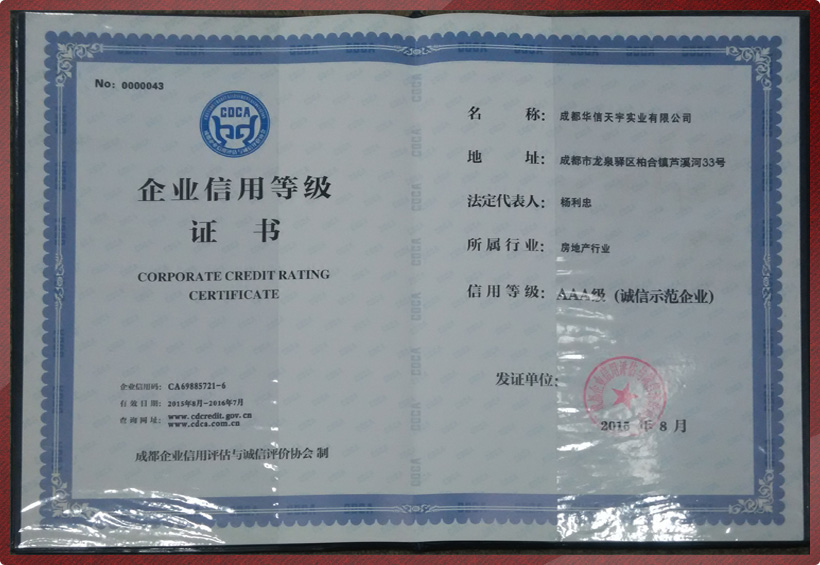 No: 0000043
CDCA
企业信用等级
证 书
CORPORATE CREDIT RATING
CERTIFICATE
企业信用码: CA69885721-6
有效日期: 2015年8月-2016年7月
查询网址: www.cdcredit.gov.cn
www.cdca.com.cn
成都企业信用评估与诚信评价协会 制
名 称: 成都华信天宇实业有限公司
地 址: 成都市龙泉驿区柏合镇芦溪河33号
法定代表人: 杨利忠
所属行业: 房地产行业
信用等级: AAA级 (诚信示范企业)
发证单位:
2015 年 8 月